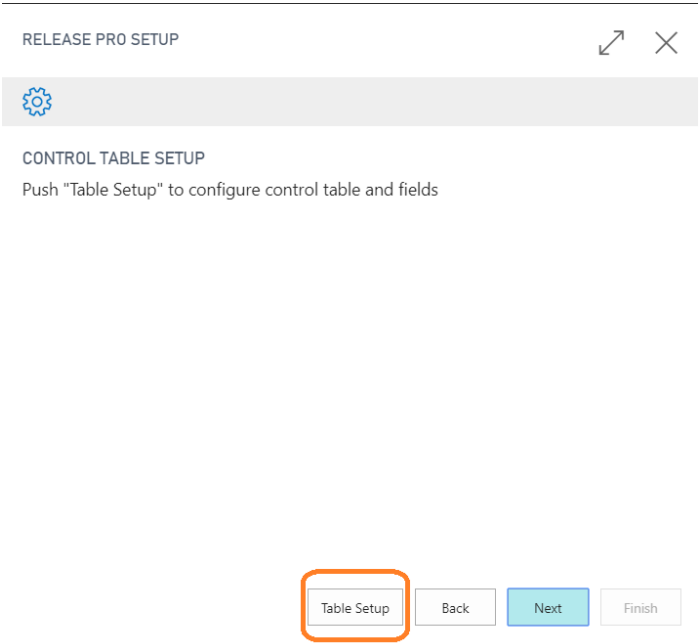 RELEASE PRO SETUP
CONTROL TABLE SETUP
Push "Table Setup" to configure control table and fields
Table Setup Back Next Finish